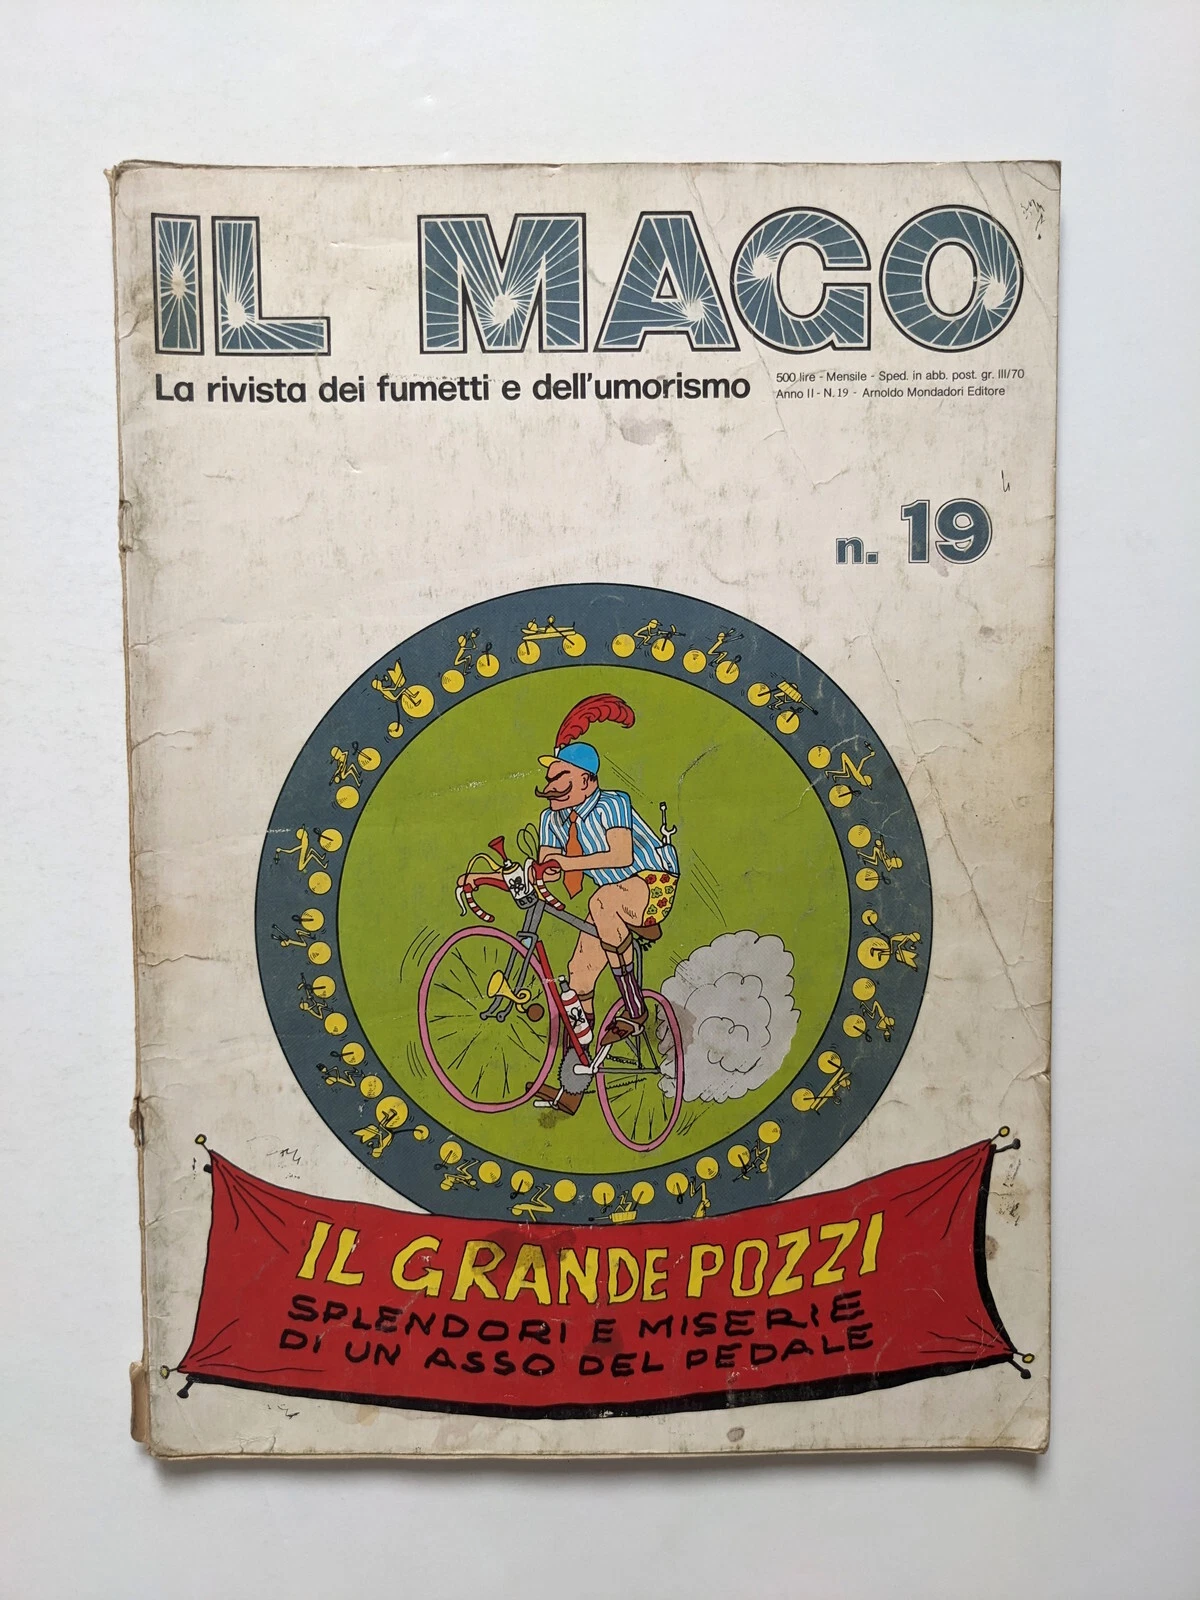 IL MAGO
La rivista dei fumetti e dell'umorismo
500 lire - Mensile - Sped. in abb. post. gr. III/70
Anno II - N. 19 - Arnoldo Mondadori Editore
n. 19
IL GRANDE POZZI
SPLENDORI E MISERIE
DI UN ASSO DEL PEDALE